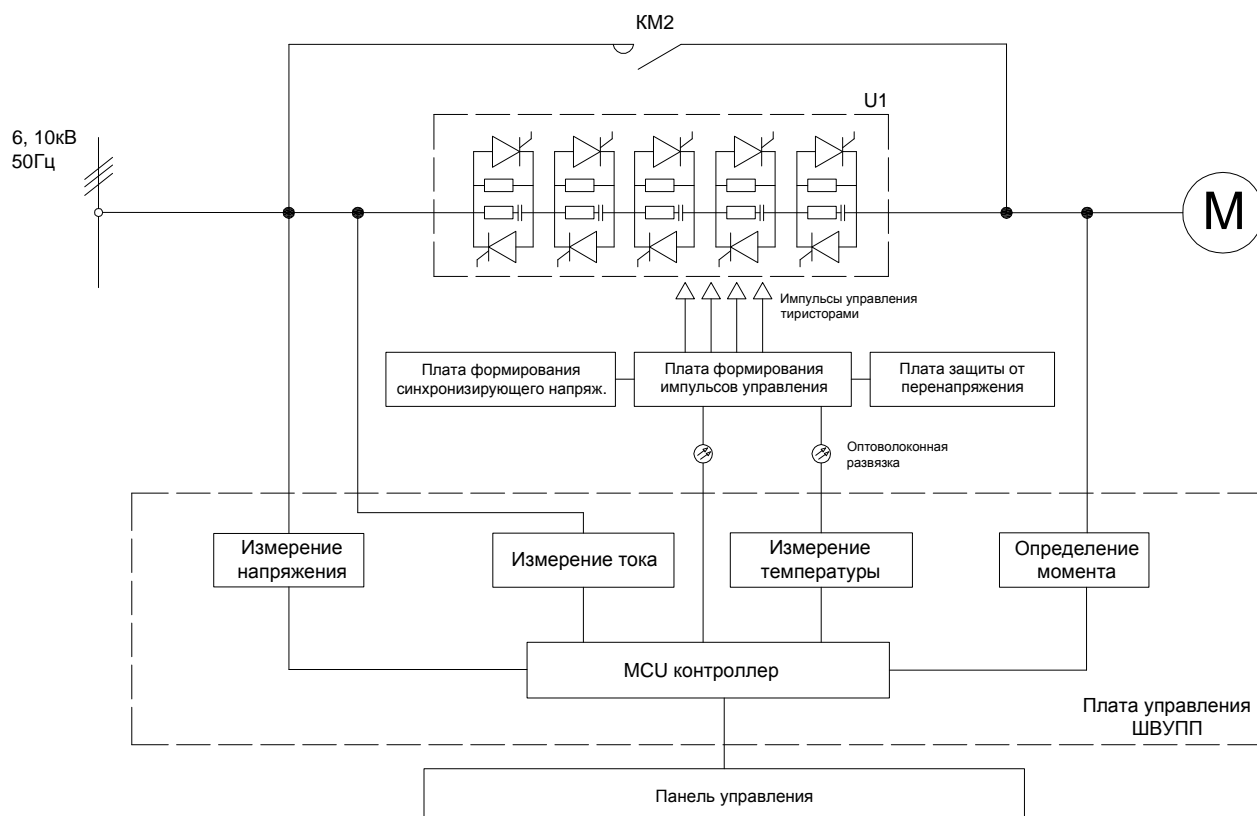 КМ2
U1
6, 10кВ
50Гц
М
Импульсы управления
тиристорами
Плата формирования
синхронизирующего напряж.
Плата формирования
импульсов управления
Плата защиты от
перенапряжения
Оптоволоконная
развязка
Измерение
напряжения
Измерение тока
Измерение
температуры
Определение
момента
MCU контроллер
Плата управления
ШВУПП
Панель управления